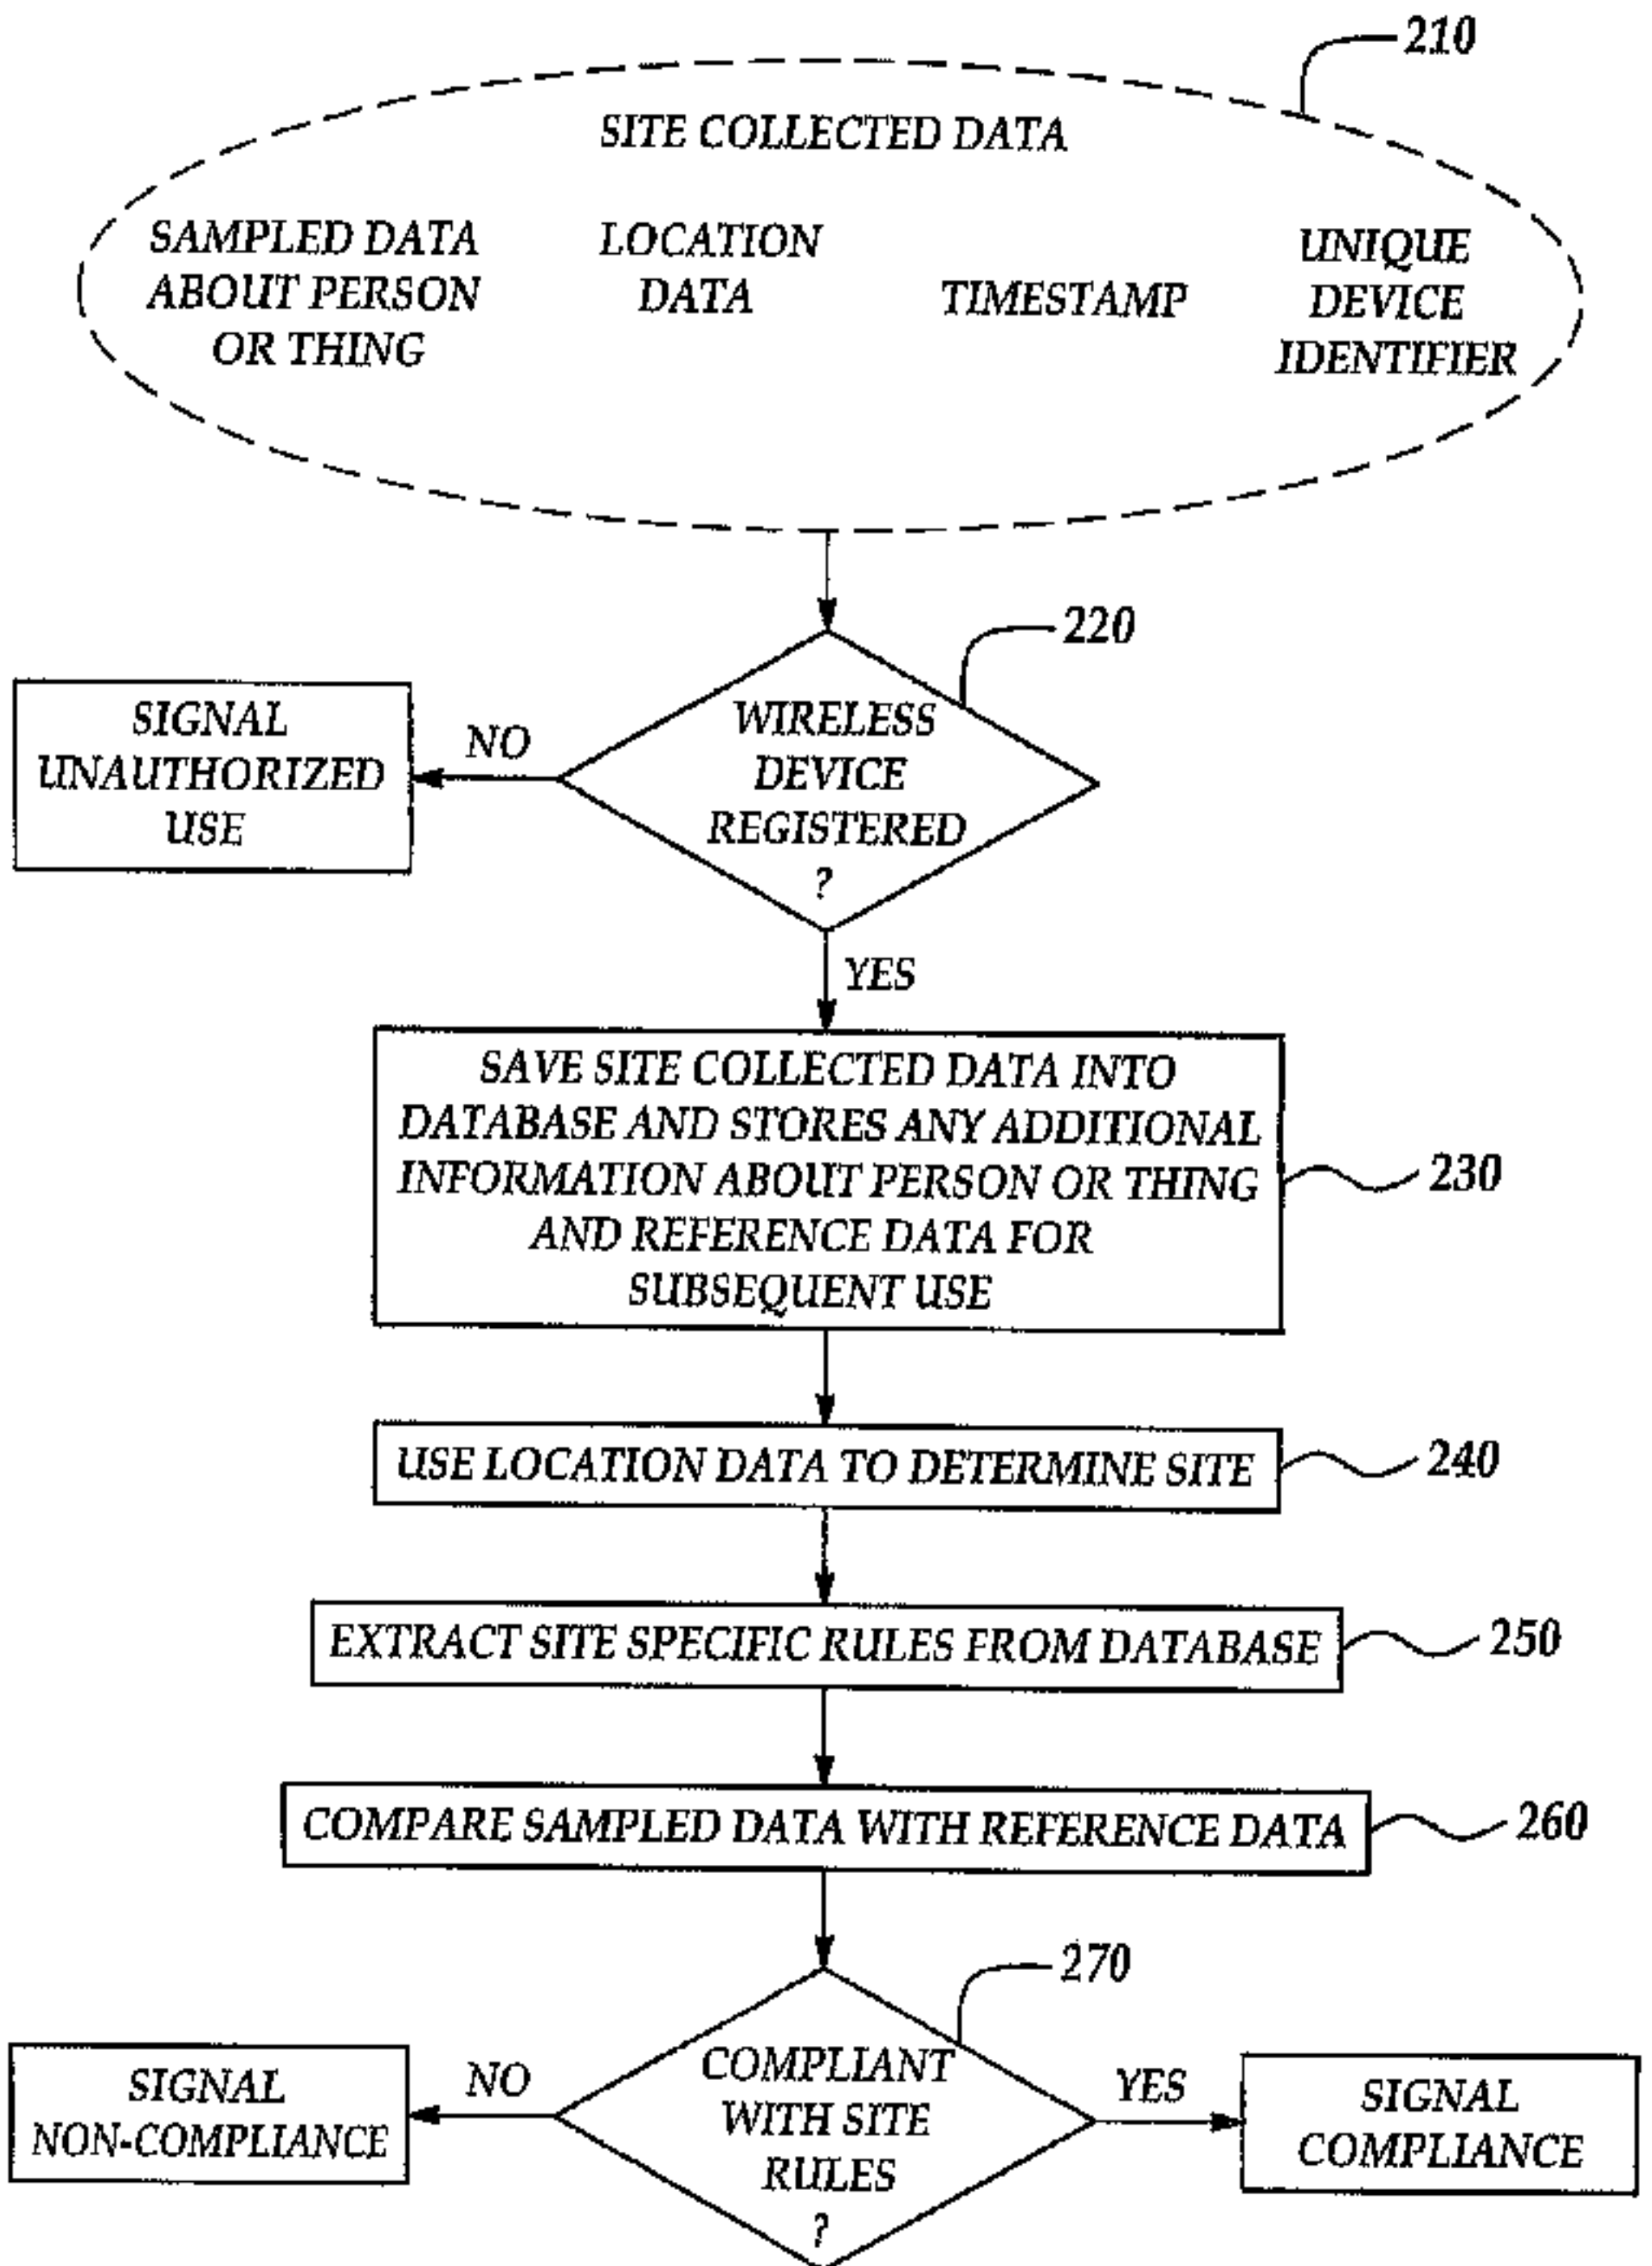 210
SITE COLLECTED DATA
SAMPLED DATA
ABOUT PERSON
OR THING
LOCATION
DATA
TIMESTAMP
UNIQUE
DEVICE
IDENTIFIER
220
WIRELESS
DEVICE
REGISTERED
?
NO
SIGNAL
UNAUTHORIZED
USE
YES
SAVE SITE COLLECTED DATA INTO
DATABASE AND STORES ANY ADDITIONAL
INFORMATION ABOUT PERSON OR THING
AND REFERENCE DATA FOR
SUBSEQUENT USE
230
USE LOCATION DATA TO DETERMINE SITE
240
EXTRACT SITE SPECIFIC RULES FROM DATABASE
250
COMPARE SAMPLED DATA WITH REFERENCE DATA
260
270
COMPLIANT
WITH SITE
RULES
?
NO
SIGNAL
NON-COMPLIANCE
YES
SIGNAL
COMPLIANCE